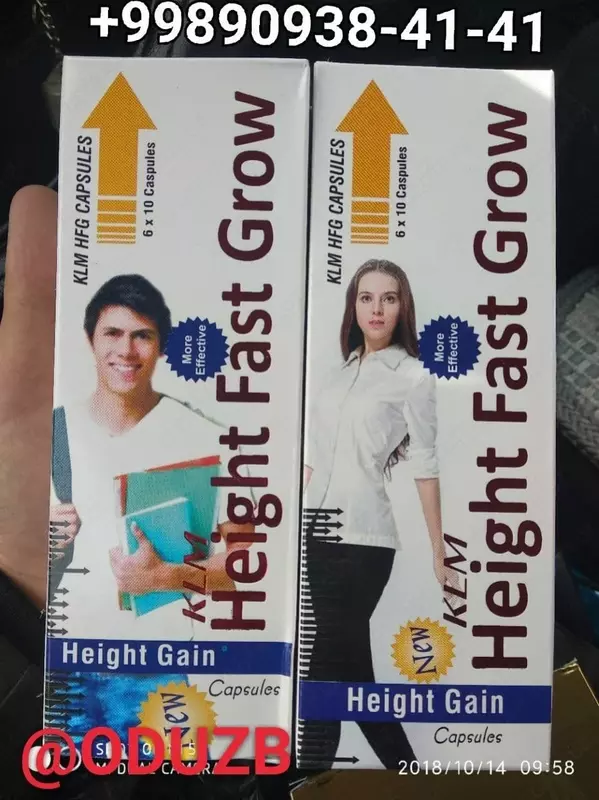 +99890938-41-41
KLM HFG CAPSULES
6 x 10 Caspules
More
Effective
KLM
Height Fast Grow
Height Gain
New
Capsules
@ODUZB
KLM HFG CAPSULES
6 x 10 Caspules
More
Effective
KLM
Height Fast Grow
New
Height Gain
Capsules
2018/10/14 09:58